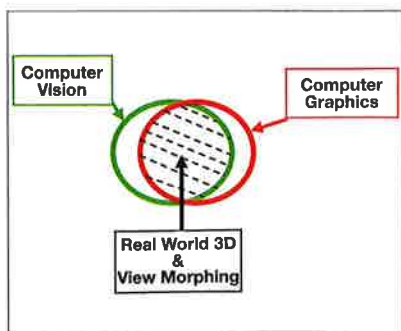 Computer
Vision
Computer
Graphics
Real World 3D
&
View Morphing